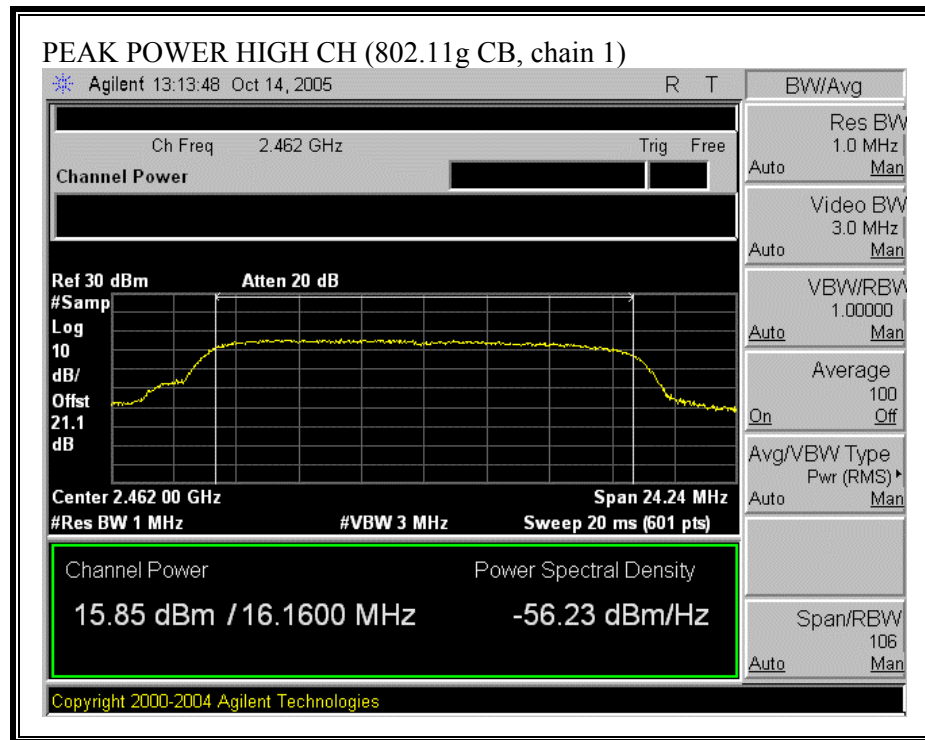 PEAK POWER HIGH CH (802.11g CB, chain 1)
Agilent 13:13:48 Oct 14, 2005 R T
Ch Freq 2.462 GHz Trig Free
Channel Power
Ref 30 dBm Atten 20 dB
#Samp
Log
10
dB/
Offst
21.1
dB
Center 2.462 00 GHz Span 24.24 MHz
#Res BW 1 MHz #VBW 3 MHz Sweep 20 ms (601 pts)
Channel Power Power Spectral Density
15.85 dBm / 16.1600 MHz -56.23 dBm/Hz
Copyright 2000-2004 Agilent Technologies
BW/Avg
Res BW
1.0 MHz
Auto Man
Video BW
3.0 MHz
Auto Man
VBW/RBW
1.00000
Auto Man
Average
100
On Off
Avg/VBW Type
Pwr (RMS)
Auto Man
Span/RBW
106
Auto Man